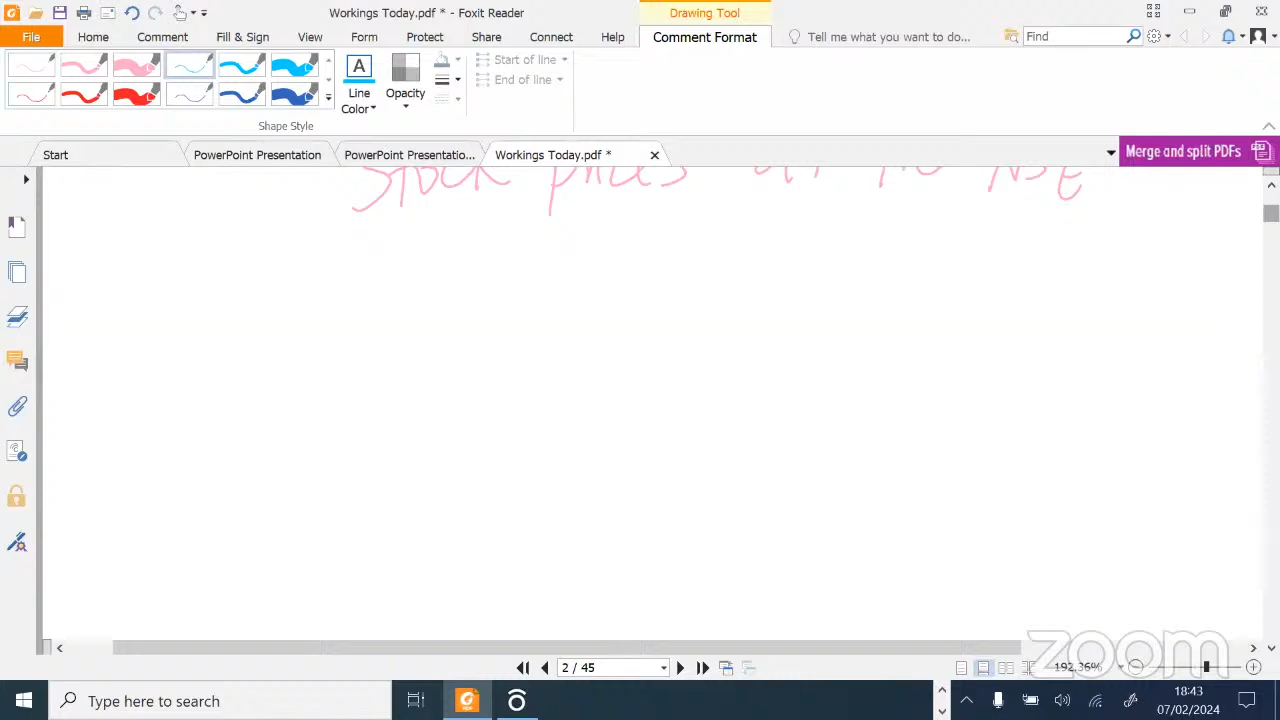 Workings Today.pdf * - Foxit Reader
Drawing Tool
File Home Comment Fill & Sign View Form Protect Share Connect Help Comment Format Tell me what you want to do... Find
Start of line
End of line
Line Color
Opacity
Shape Style
Start PowerPoint Presentation PowerPoint Presentatio... Workings Today.pdf * Merge and split PDFs
Stock prices at the NSE
2 / 45
192.36%
zoom
Type here to search
18:43
07/02/2024